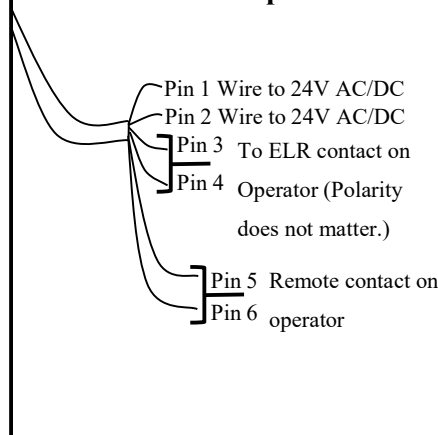 Pin 1 Wire to 24V AC/DC
Pin 2 Wire to 24V AC/DC
Pin 3 To ELR contact on
Pin 4 Operator (Polarity
does not matter.)
Pin 5 Remote contact on
Pin 6 operator